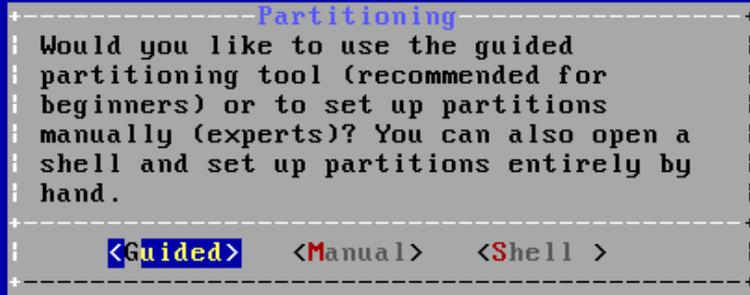 Partitioning
Would you like to use the guided
partitioning tool (recommended for
beginners) or to set up partitions
manually (experts)? You can also open a
shell and set up partitions entirely by
hand.
<Guided> <Manual> <Shell >